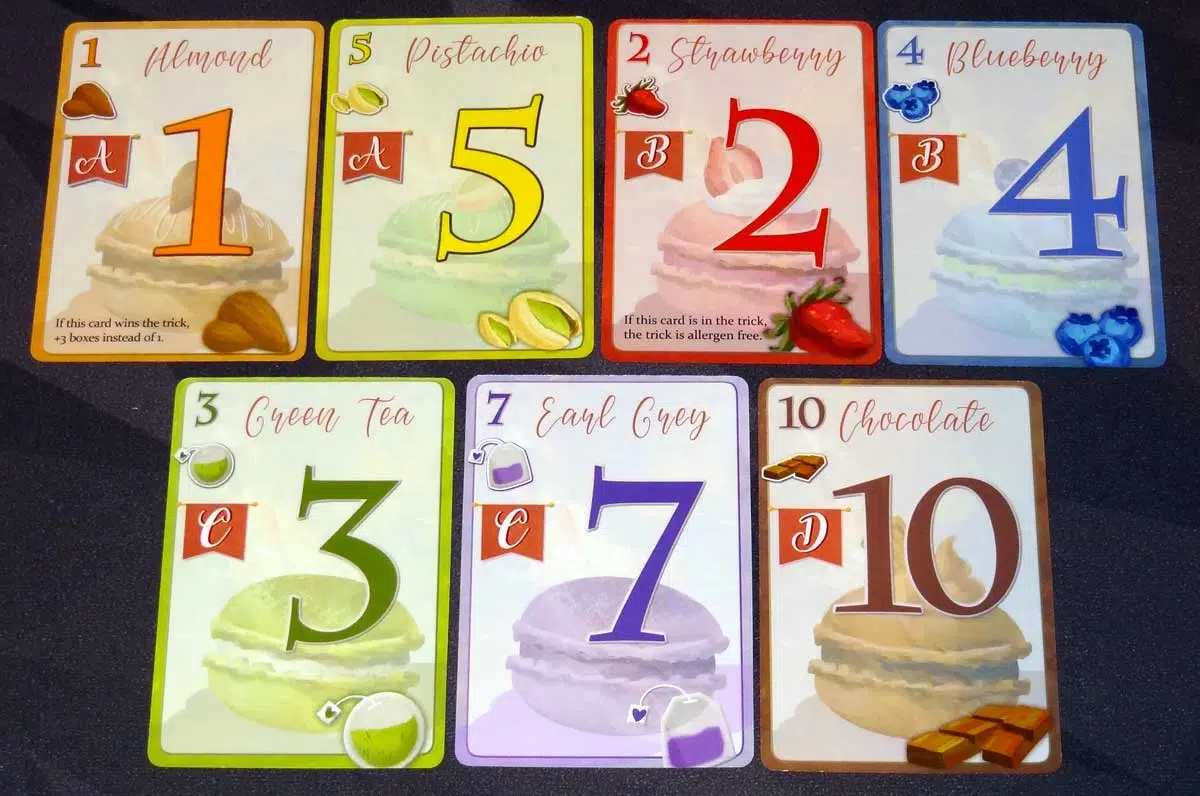 1 Almond
A
1
If this card wins the trick,
+3 boxes instead of 1.
5 Pistachio
A
5
2 Strawberry
B
2
If this card is in the trick,
the trick is allergen free.
4 Blueberry
B
4
3 Green Tea
C
3
7 Earl Grey
C
7
10 Chocolate
D
10